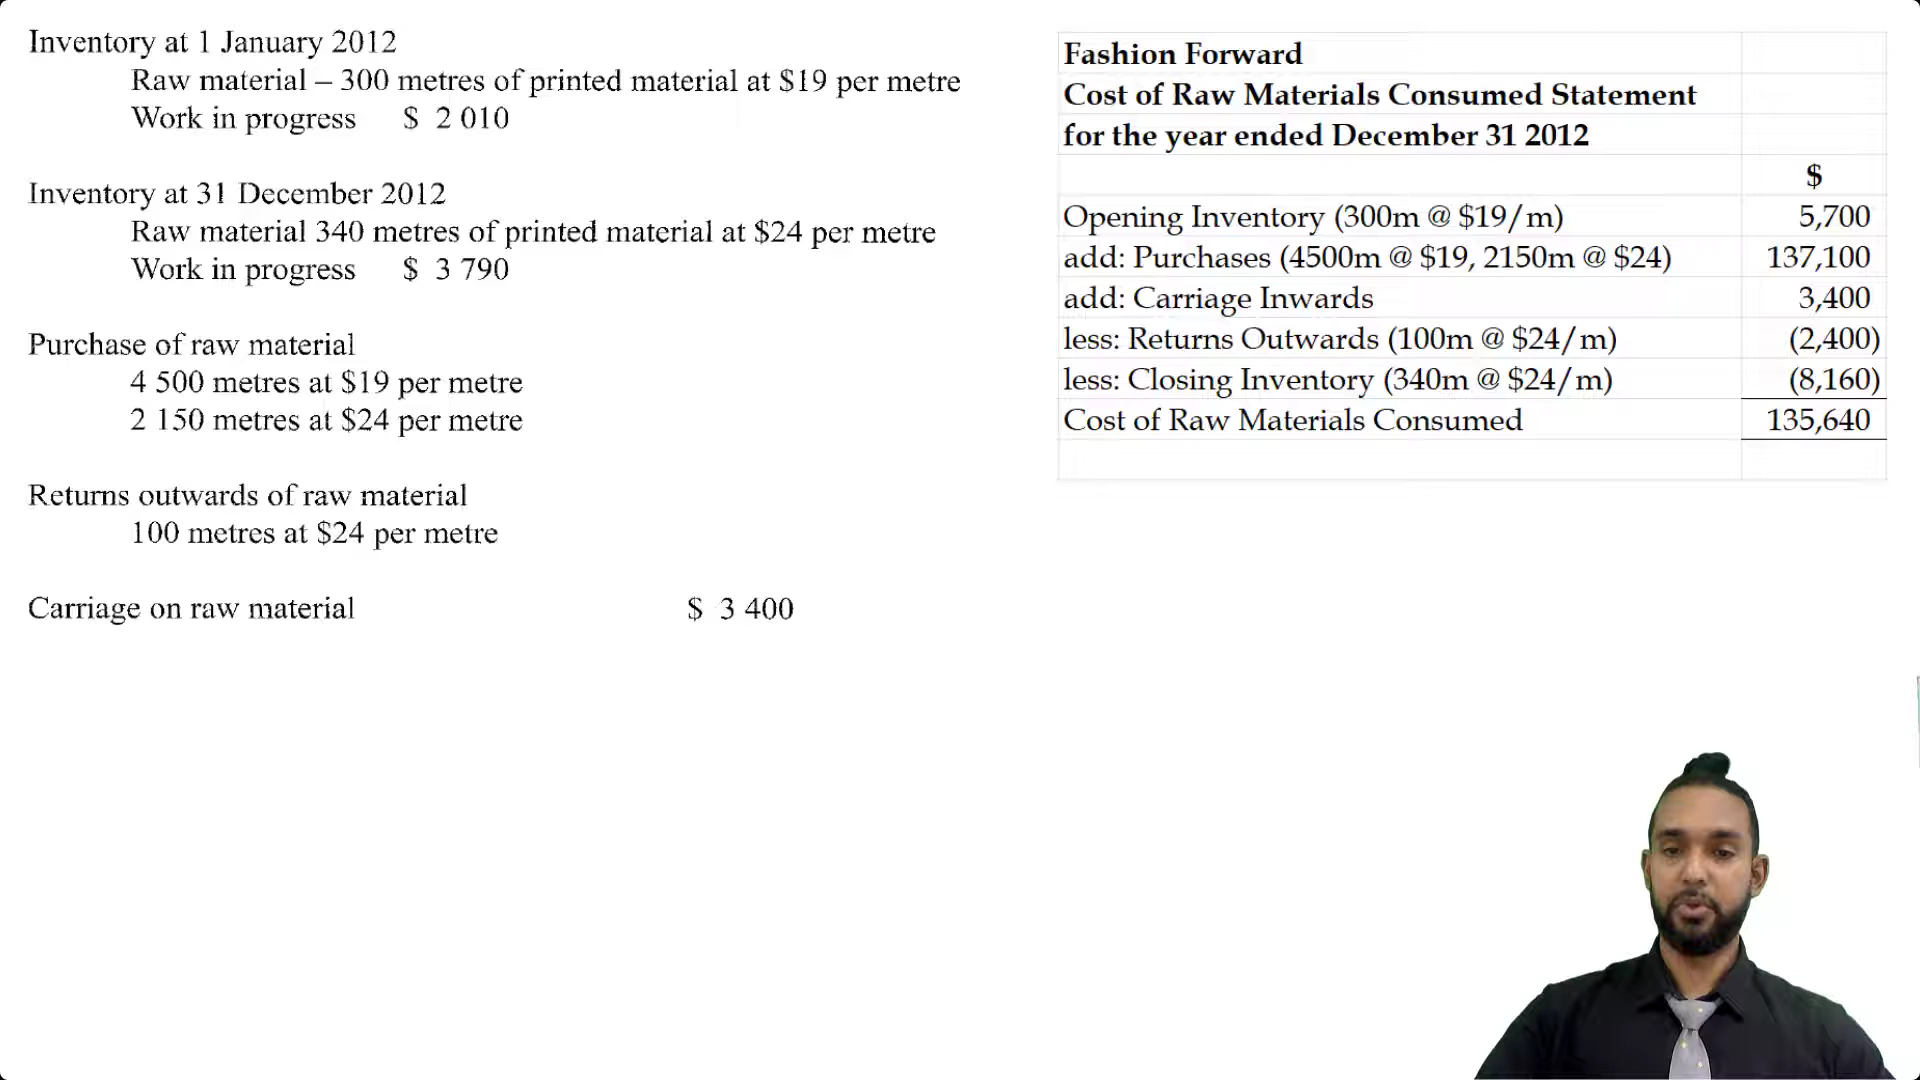 Inventory at 1 January 2012
Raw material – 300 metres of printed material at $19 per metre
Work in progress $ 2 010
Inventory at 31 December 2012
Raw material 340 metres of printed material at $24 per metre
Work in progress $ 3 790
Purchase of raw material
4 500 metres at $19 per metre
2 150 metres at $24 per metre
Returns outwards of raw material
100 metres at $24 per metre
Carriage on raw material $ 3 400
Fashion Forward
Cost of Raw Materials Consumed Statement
for the year ended December 31 2012
$
Opening Inventory (300m @ $19/m) 5,700
add: Purchases (4500m @ $19, 2150m @ $24) 137,100
add: Carriage Inwards 3,400
less: Returns Outwards (100m @ $24/m) (2,400)
less: Closing Inventory (340m @ $24/m) (8,160)
Cost of Raw Materials Consumed 135,640